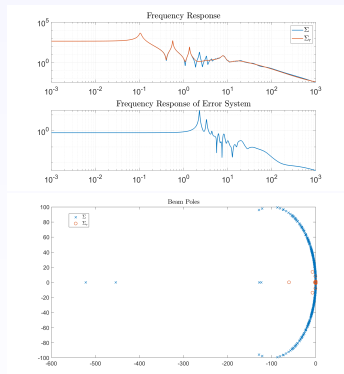 Frequency Response
10^5
10^0
Σ
Σ_r
10^-3 10^-2 10^-1 10^0 10^1 10^2 10^3
Frequency Response of Error System
10^0
10^-3 10^-2 10^-1 10^0 10^1 10^2 10^3
Beam Poles
Σ
Σ_r
100
80
60
40
20
0
-20
-40
-60
-80
-100
-600 -500 -400 -300 -200 -100 0 100